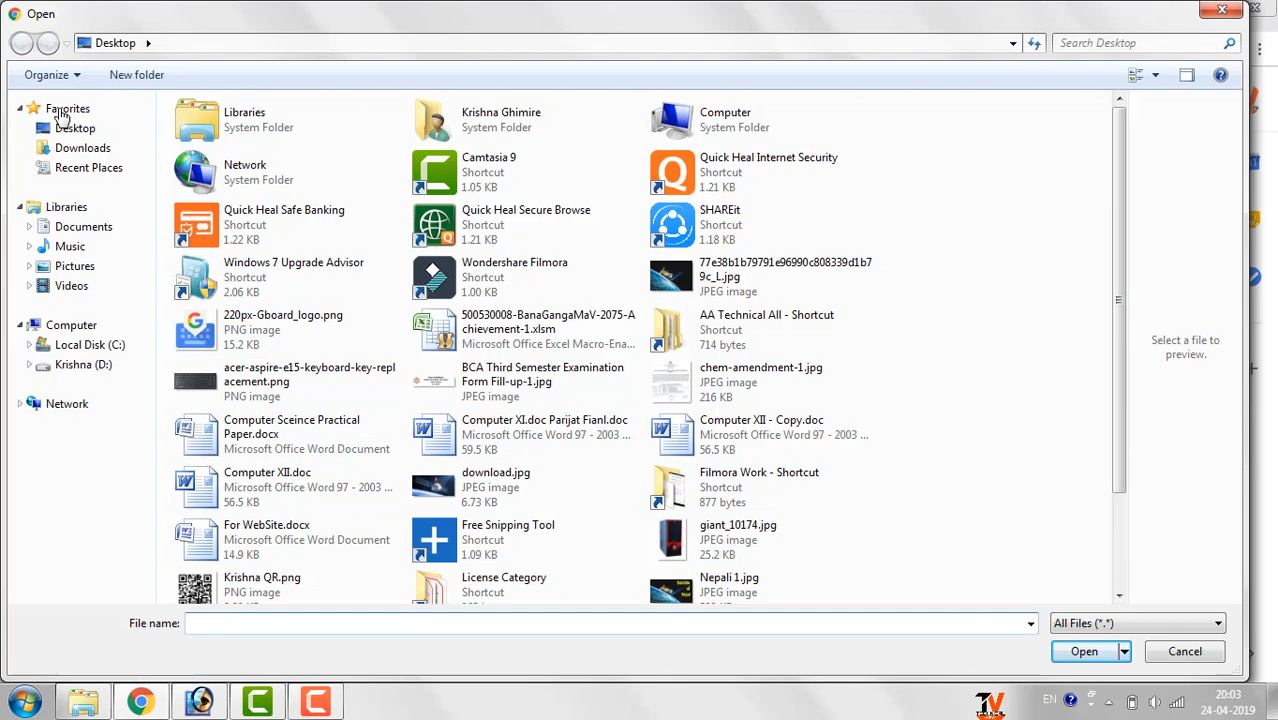 Open
Desktop
Search Desktop
Organize
New folder
Favorites
Desktop
Downloads
Recent Places
Libraries
Documents
Music
Pictures
Videos
Computer
Local Disk (C:)
Krishna (D:)
Network
Libraries
System Folder
Krishna Ghimire
System Folder
Computer
System Folder
Network
System Folder
Camtasia 9
Shortcut
1.05 KB
Quick Heal Internet Security
Shortcut
1.21 KB
Quick Heal Safe Banking
Shortcut
1.22 KB
Quick Heal Secure Browse
Shortcut
1.21 KB
SHAREit
Shortcut
1.18 KB
Windows 7 Upgrade Advisor
Shortcut
2.06 KB
Wondershare Filmora
Shortcut
1.00 KB
77e38b1b79791e96990c808339d1b7
9c_L.jpg
JPEG image
220px-Gboard_logo.png
PNG image
15.2 KB
500530008-BanaGangaMaV-2075-A
chievement-1.xlsm
Microsoft Office Excel Macro-Ena...
AA Technical All - Shortcut
Shortcut
714 bytes
acer-aspire-e15-keyboard-key-repl
acement.png
PNG image
BCA Third Semester Examination
Form Fill-up-1.jpg
JPEG image
chem-amendment-1.jpg
JPEG image
216 KB
Computer Sceince Practical
Paper.docx
Microsoft Office Word Document
Computer XI.doc Parijat Fianl.doc
Microsoft Office Word 97 - 2003 ...
59.5 KB
Computer XII - Copy.doc
Microsoft Office Word 97 - 2003 ...
56.5 KB
Computer XII.doc
Microsoft Office Word 97 - 2003 ...
56.5 KB
download.jpg
JPEG image
6.73 KB
Filmora Work - Shortcut
Shortcut
877 bytes
For WebSite.docx
Microsoft Office Word Document
14.9 KB
Free Snipping Tool
Shortcut
1.09 KB
giant_10174.jpg
JPEG image
25.2 KB
Krishna QR.png
PNG image
License Category
Shortcut
Nepali 1.jpg
JPEG image
Select a file to
preview.
File name:
All Files (*.*)
Open
Cancel
EN
20:03
24-04-2019